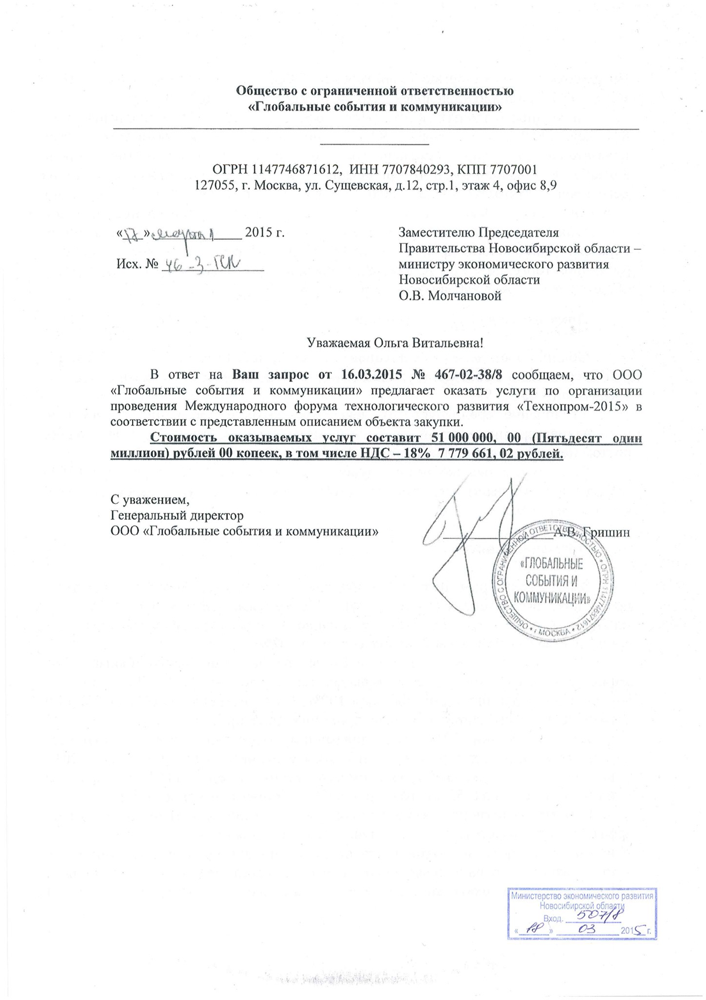 Общество с ограниченной ответственностью
«Глобальные события и коммуникации»
ОГРН 1147746871612, ИНН 7707840293, КПП 7707001
127055, г. Москва, ул. Сущевская, д.12, стр.1, этаж 4, офис 8,9
«17» марта 2015 г.
Исх. № 46-3-ГСК
Заместителю Председателя
Правительства Новосибирской области –
министру экономического развития
Новосибирской области
О.В. Молчановой
Уважаемая Ольга Витальевна!
В ответ на Ваш запрос от 16.03.2015 № 467-02-38/8 сообщаем, что ООО
«Глобальные события и коммуникации» предлагает оказать услуги по организации
проведения Международного форума технологического развития «Технопром-2015» в
соответствии с представленным описанием объекта закупки.
Стоимость оказываемых услуг составит 51 000 000, 00 (Пятьдесят один
миллион) рублей 00 копеек, в том числе НДС – 18% 7 779 661, 02 рублей.
С уважением,
Генеральный директор
ООО «Глобальные события и коммуникации»
А.В. Гришин
ОБЩЕСТВО С ОГРАНИЧЕННОЙ ОТВЕТСТВЕННОСТЬЮ • ОГРН 1147746871612 • г МОСКВА •
«ГЛОБАЛЬНЫЕ
СОБЫТИЯ И
КОММУНИКАЦИИ»
Министерство экономического развития
Новосибирской области
Вход. 507/8
«18» 03 2015 г.